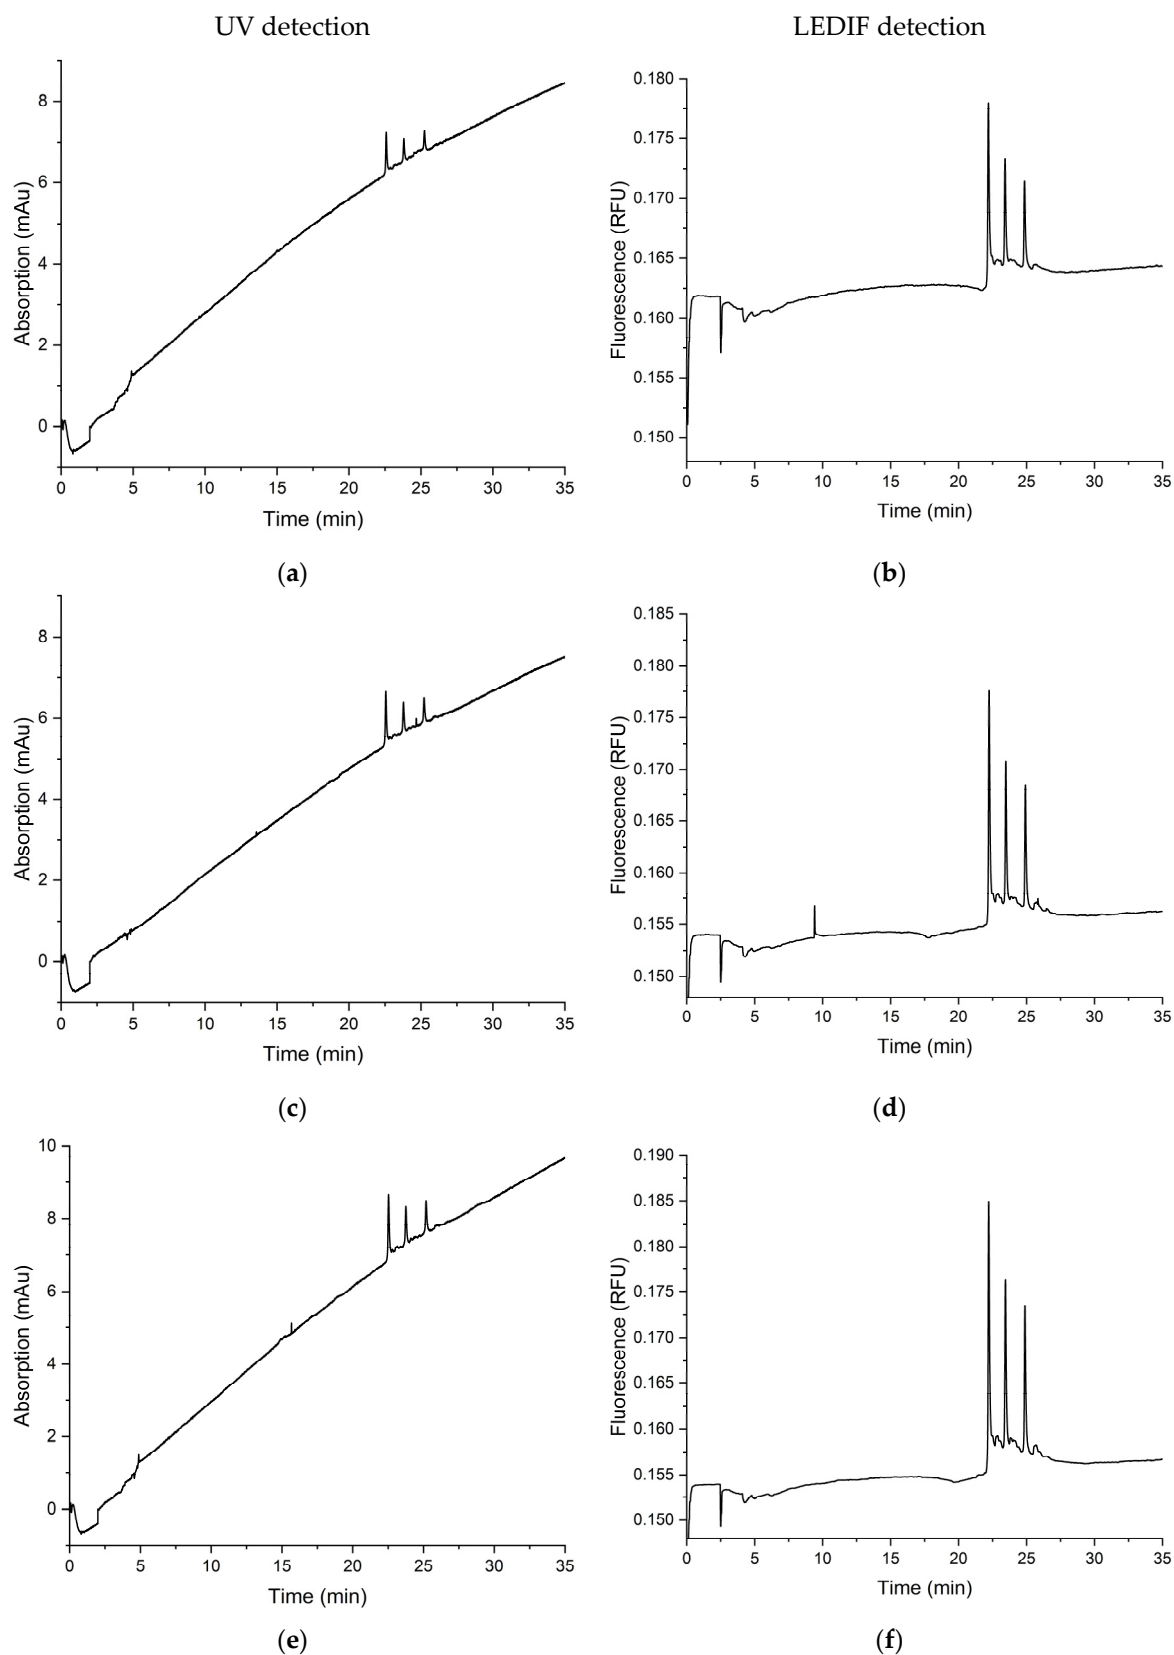 UV detection
LEDIF detection
8
6
4
2
0
Absorption (mAu)
0 5 10 15 20 25 30 35
Time (min)
(a)
0.180
0.175
0.170
0.165
0.160
0.155
0.150
Fluorescence (RFU)
0 5 10 15 20 25 30 35
Time (min)
(b)
8
6
4
2
0
Absorption (mAu)
0 5 10 15 20 25 30 35
Time (min)
(c)
0.185
0.180
0.175
0.170
0.165
0.160
0.155
0.150
Fluorescence (RFU)
0 5 10 15 20 25 30 35
Time (min)
(d)
10
8
6
4
2
0
Absorption (mAu)
0 5 10 15 20 25 30 35
Time (min)
(e)
0.190
0.185
0.180
0.175
0.170
0.165
0.160
0.155
0.150
Fluorescence (RFU)
0 5 10 15 20 25 30 35
Time (min)
(f)